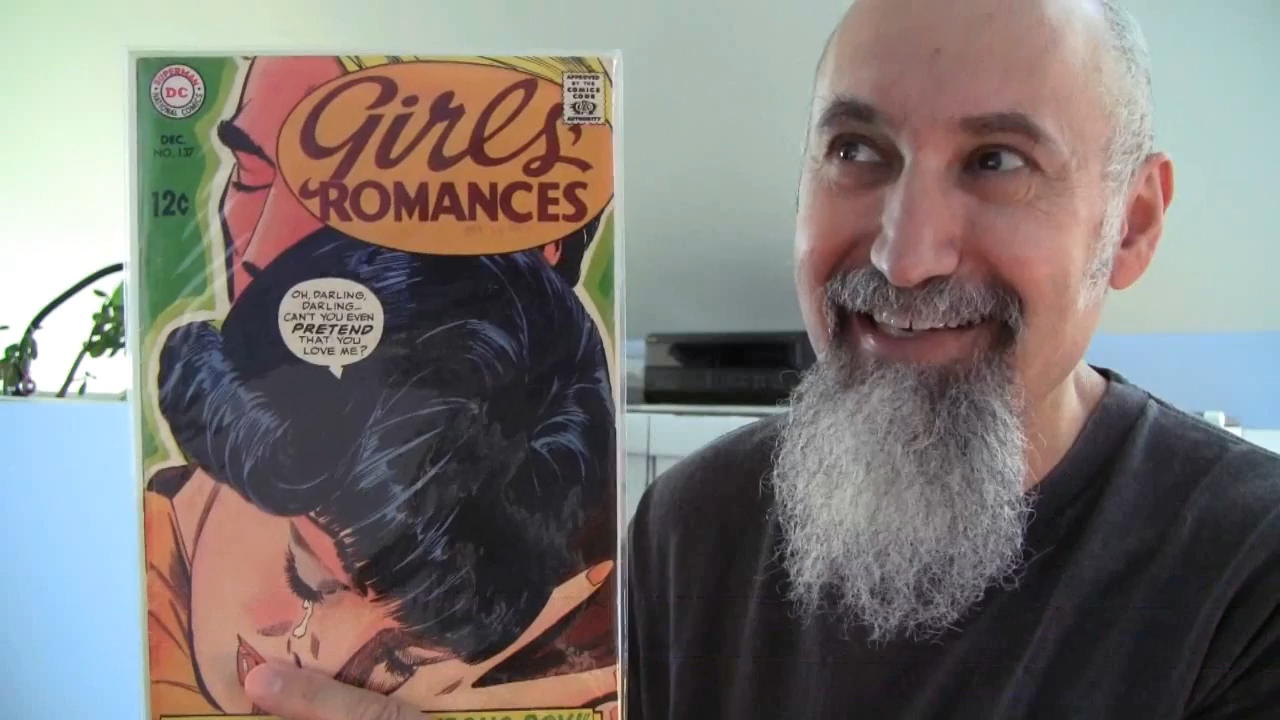 SUPERMAN
DC
NATIONAL COMICS
DEC.
NO. 137
12¢
Girls'
ROMANCES
APPROVED
BY THE
COMICS
CODE
AUTHORITY
OH, DARLING,
DARLING...
CAN'T YOU EVEN
PRETEND
THAT YOU
LOVE ME?